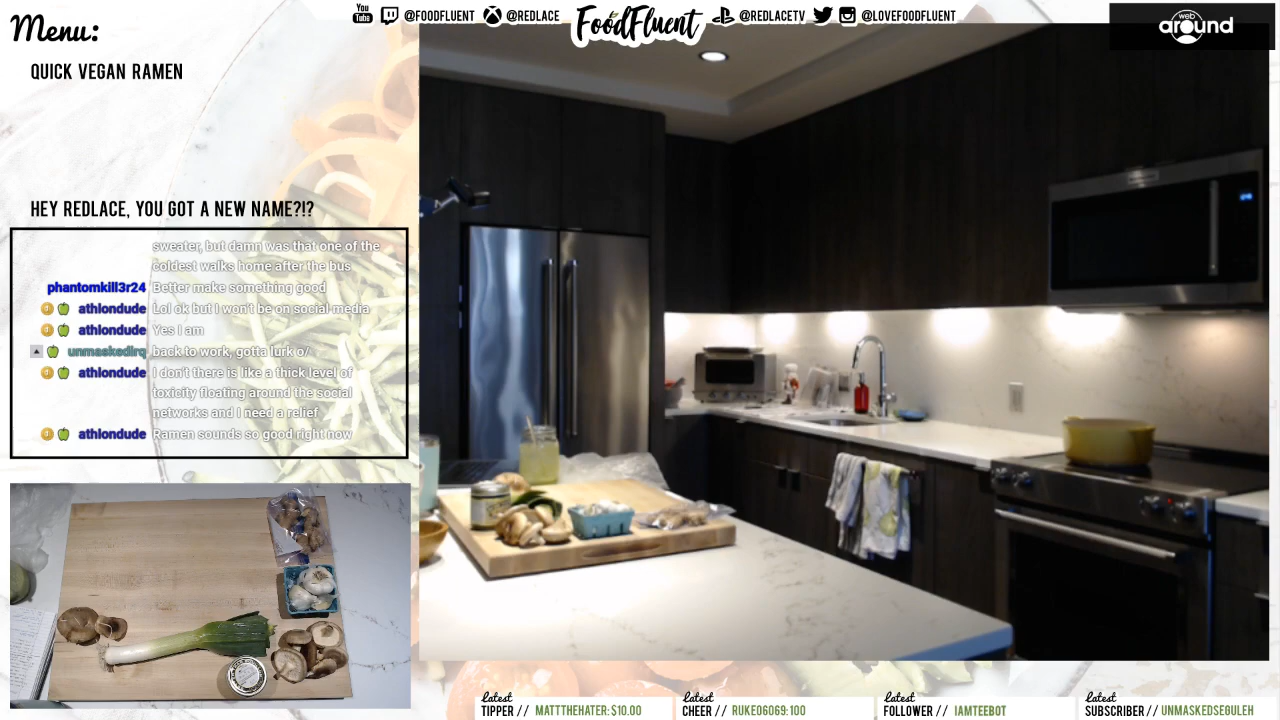 Menu:
QUICK VEGAN RAMEN
You Tube @FOODFLUENT @REDLACE FoodFluent @REDLACETV @LOVEFOODFLUENT
web around
HEY REDLACE, YOU GOT A NEW NAME?!?
sweater, but damn was that one of the
coldest walks home after the bus
phantomkill3r24 Better make something good
athlondude Lol ok but I won't be on social media
athlondude Yes I am
unmaskedirq back to work, gotta lurk o/
athlondude I don't there is like a thick level of
toxicity floating around the social
networks and I need a relief
athlondude Ramen sounds so good right now
latest
TIPPER // MATTTHEHATER: $10.00
latest
CHEER // RUKE06069: 100
latest
FOLLOWER // IAMTEEBOT
latest
SUBSCRIBER // UNMASKEDSEGULEH